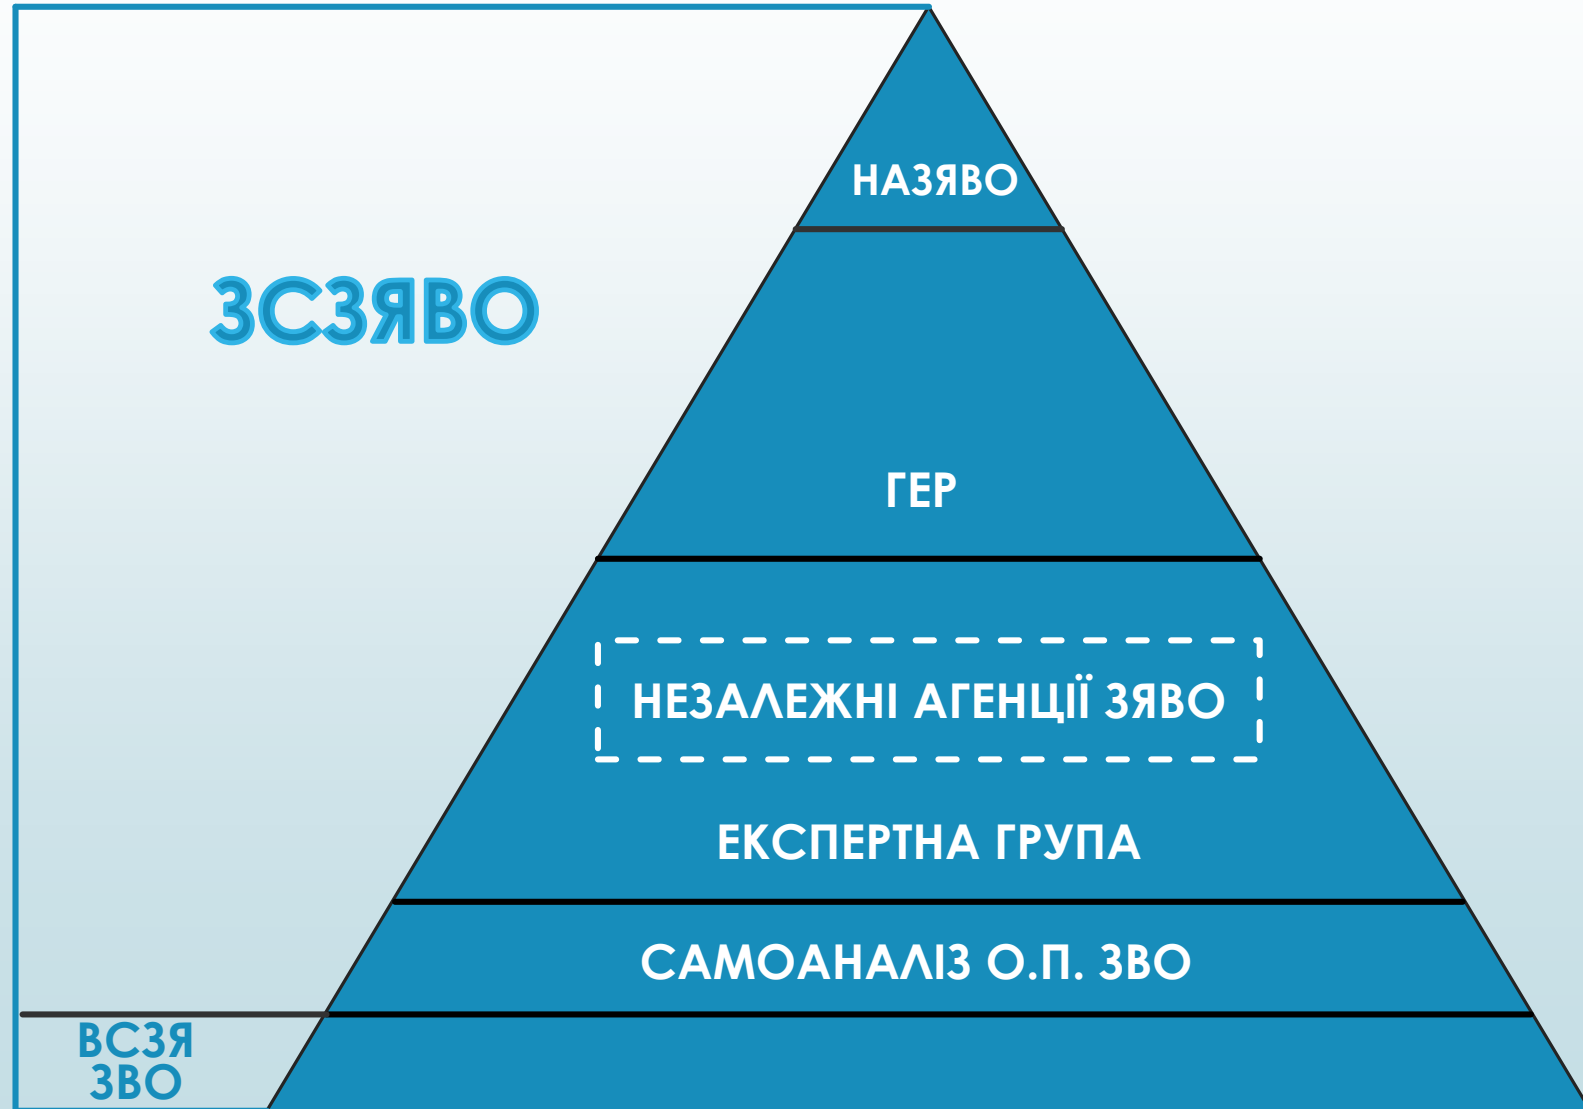 НАЗЯВО
ЗСЗЯВО
ГЕР
НЕЗАЛЕЖНІ АГЕНЦІЇ ЗЯВО
ЕКСПЕРТНА ГРУПА
САМОАНАЛІЗ О.П. ЗВО
ВСЗЯ
ЗВО